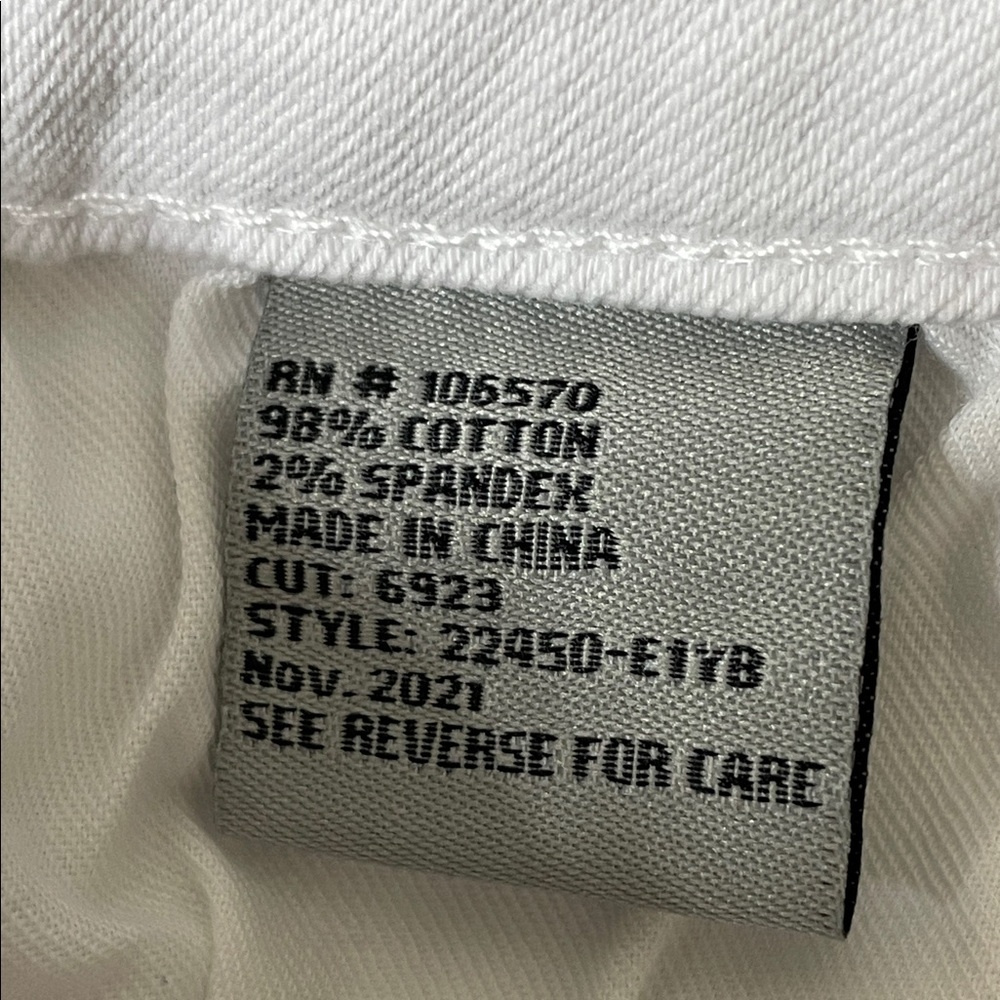 RN # 106570
98% COTTON
2% SPANDEX
MADE IN CHINA
CUT: 6923
STYLE: 22450-E1YB
NOV. 2021
SEE REVERSE FOR CARE